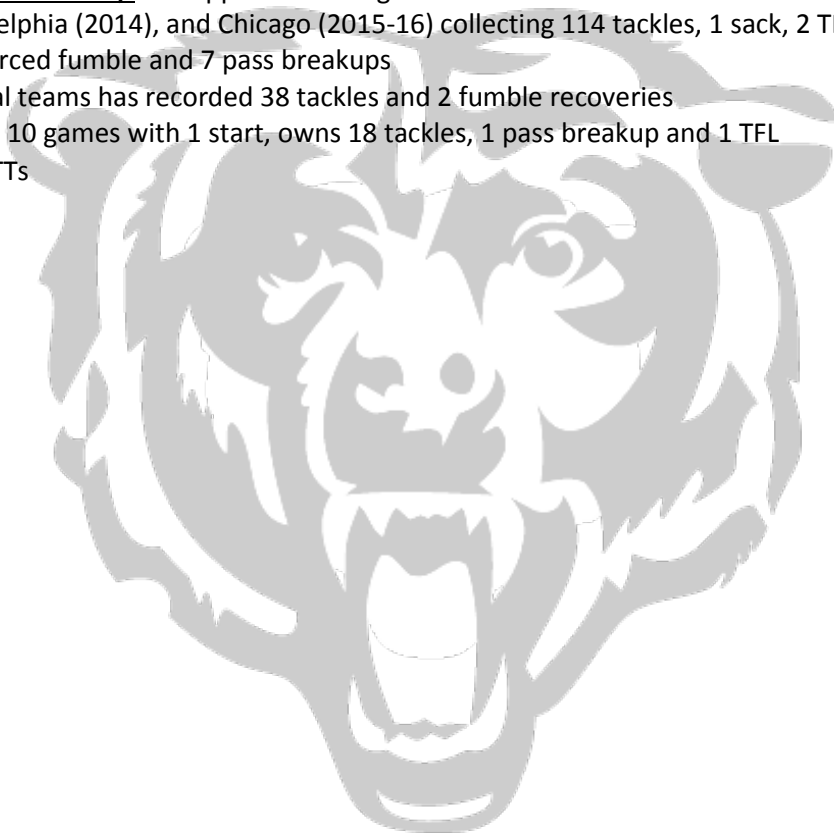 elphia (2014), and Chicago (2015-16) collecting 114 tackles, 1 sack, 2 T
rced fumble and 7 pass breakups
al teams has recorded 38 tackles and 2 fumble recoveries
10 games with 1 start, owns 18 tackles, 1 pass breakup and 1 TFL
TTs